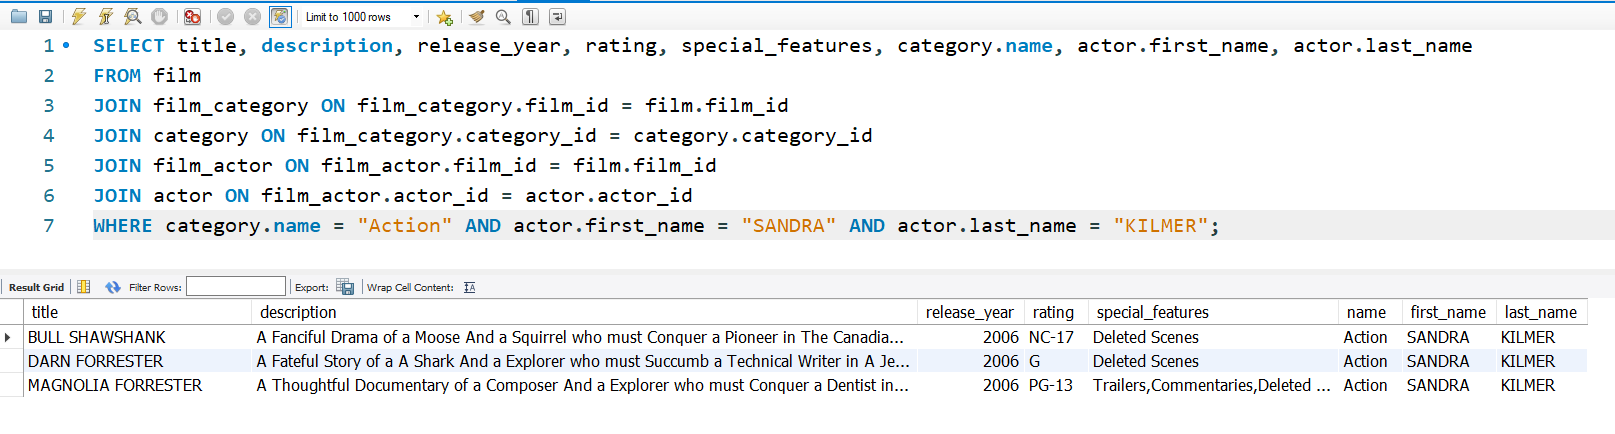 Limit to 1000 rows
1 SELECT title, description, release_year, rating, special_features, category.name, actor.first_name, actor.last_name
2 FROM film
3 JOIN film_category ON film_category.film_id = film.film_id
4 JOIN category ON film_category.category_id = category.category_id
5 JOIN film_actor ON film_actor.film_id = film.film_id
6 JOIN actor ON film_actor.actor_id = actor.actor_id
7 WHERE category.name = "Action" AND actor.first_name = "SANDRA" AND actor.last_name = "KILMER";
Result Grid Filter Rows: Export: Wrap Cell Content: IA
title description release_year rating special_features name first_name last_name
BULL SHAWSHANK A Fanciful Drama of a Moose And a Squirrel who must Conquer a Pioneer in The Canadia... 2006 NC-17 Deleted Scenes Action SANDRA KILMER
DARN FORRESTER A Fateful Story of a A Shark And a Explorer who must Succumb a Technical Writer in A Je... 2006 G Deleted Scenes Action SANDRA KILMER
MAGNOLIA FORRESTER A Thoughtful Documentary of a Composer And a Explorer who must Conquer a Dentist in... 2006 PG-13 Trailers,Commentaries,Deleted ... Action SANDRA KILMER